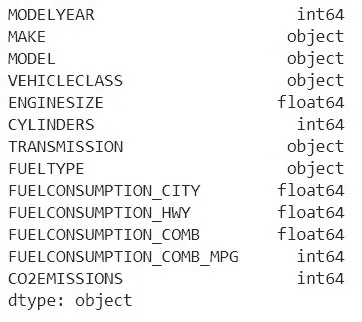 MODELYEAR int64
MAKE object
MODEL object
VEHICLECLASS object
ENGINESIZE float64
CYLINDERS int64
TRANSMISSION object
FUELTYPE object
FUELCONSUMPTION_CITY float64
FUELCONSUMPTION_HWY float64
FUELCONSUMPTION_COMB float64
FUELCONSUMPTION_COMB_MPG int64
CO2EMISSIONS int64
dtype: object